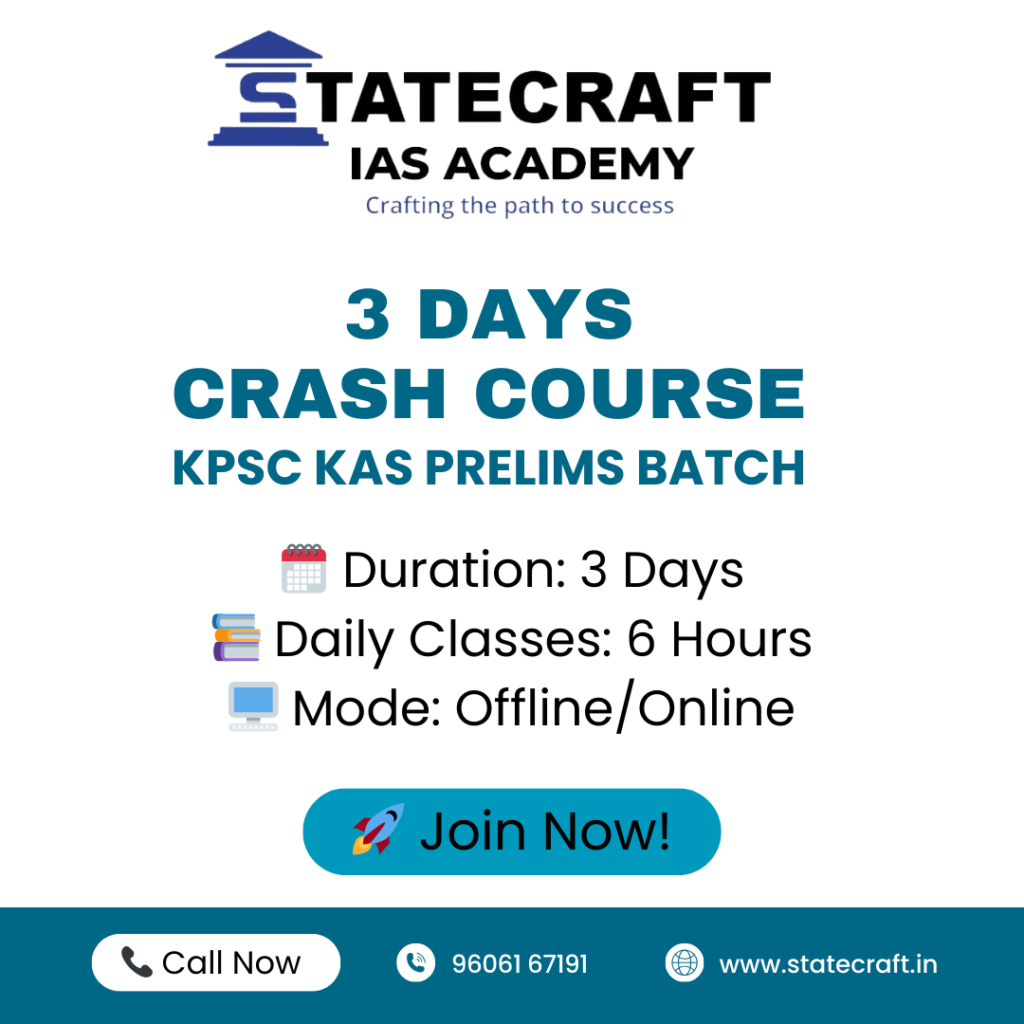 STATECRAFT
IAS ACADEMY
Crafting the path to success
3 DAYS
CRASH COURSE
KPSC KAS PRELIMS BATCH
Duration: 3 Days
Daily Classes: 6 Hours
Mode: Offline/Online
Join Now!
Call Now
96061 67191
www.statecraft.in